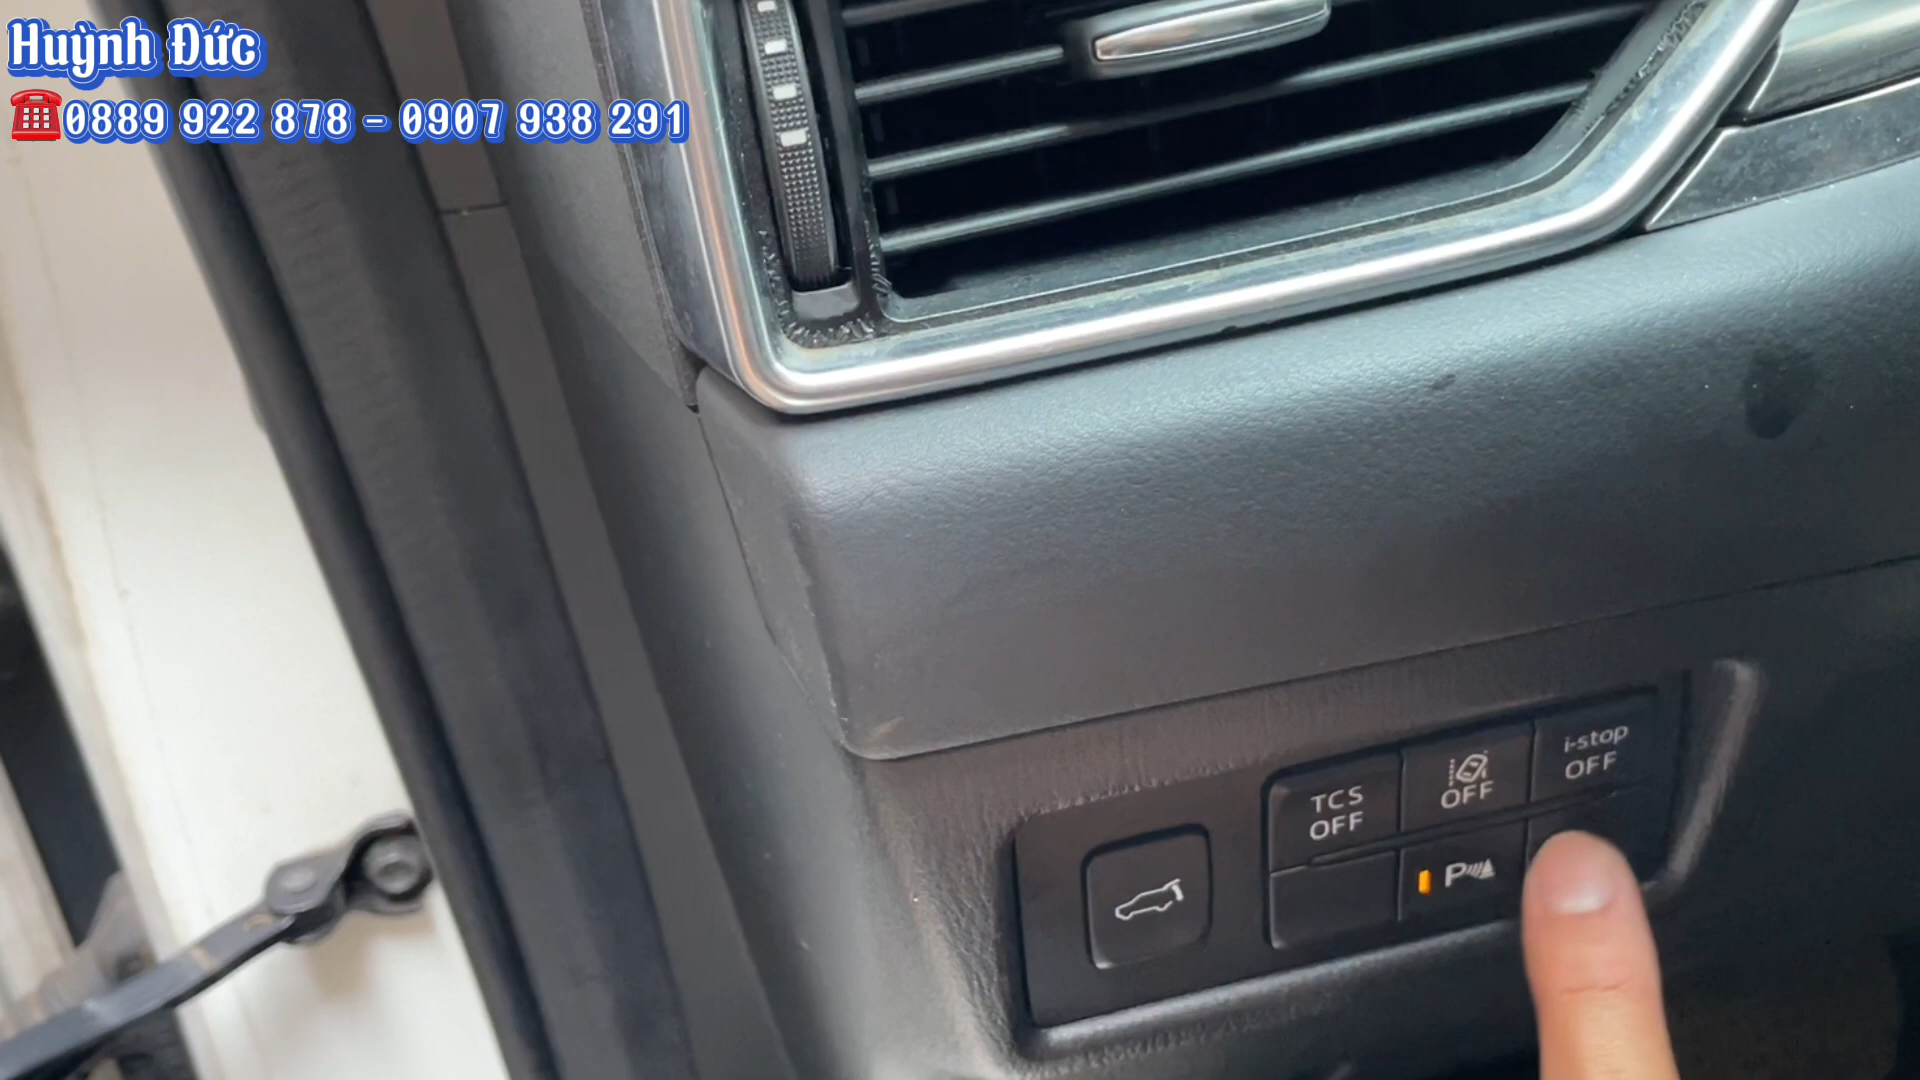 Huỳnh Đức
0889 922 878 - 0907 938 291
TCS
OFF
OFF
i-stop
OFF
P